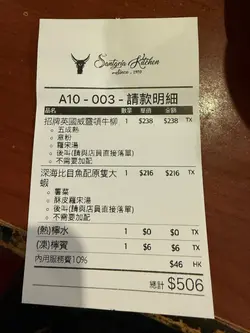 Sangria Kitchen
since . 1993
A10 - 003 - 請款明細
品名 數量 單價 金額
招牌英國威靈頓牛柳 1 $238 $238 TX
五成熟
意粉
羅宋湯
後叫(請與店員直接落單)
不需要加配
深海比目魚配原隻大蝦 1 $216 $216 TX
薯菜
酥皮羅宋湯
後叫(請與店員直接落單)
不需要加配
(熱)檸水 1 $0 $0 TX
(凍)檸賓 1 $6 $6 TX
內用服務費10% $46 HK
總計 $506